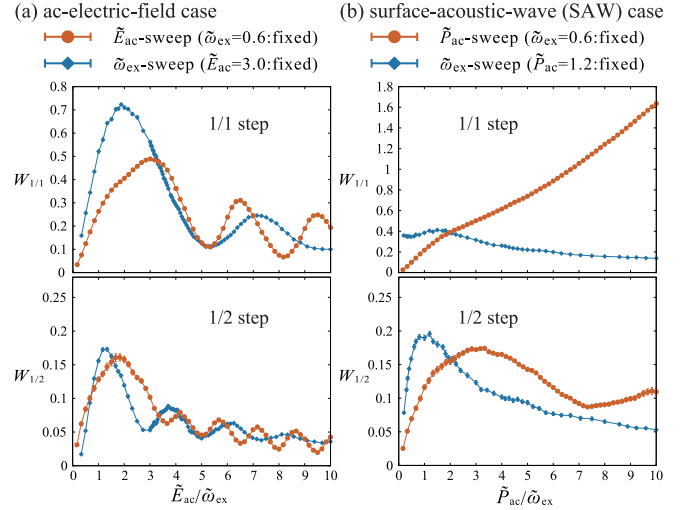 (a) ac-electric-field case
Ẽac-sweep (ω̃ex=0.6:fixed)
ω̃ex-sweep (Ẽac=3.0:fixed)
0.8
0.7
0.6
0.5
W1/1 0.4
0.3
0.2
0.1
0
1/1 step
0.25
0.2
0.15
W1/2
0.1
0.05
0
1/2 step
0 1 2 3 4 5 6 7 8 9 10
Ẽac/ω̃ex
(b) surface-acoustic-wave (SAW) case
P̃ac-sweep (ω̃ex=0.6:fixed)
ω̃ex-sweep (P̃ac=1.2:fixed)
1.8
1.6
1.4
1.2
W1/1 1
0.8
0.6
0.4
0.2
0
1/1 step
0.25
0.2
0.15
W1/2
0.1
0.05
0
1/2 step
0 1 2 3 4 5 6 7 8 9 10
P̃ac/ω̃ex